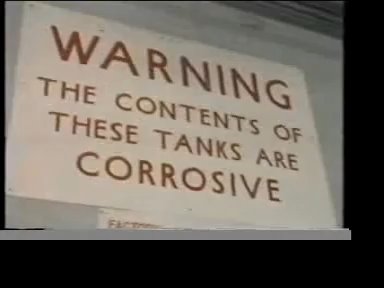 WARNING
THE CONTENTS OF
THESE TANKS ARE
CORROSIVE